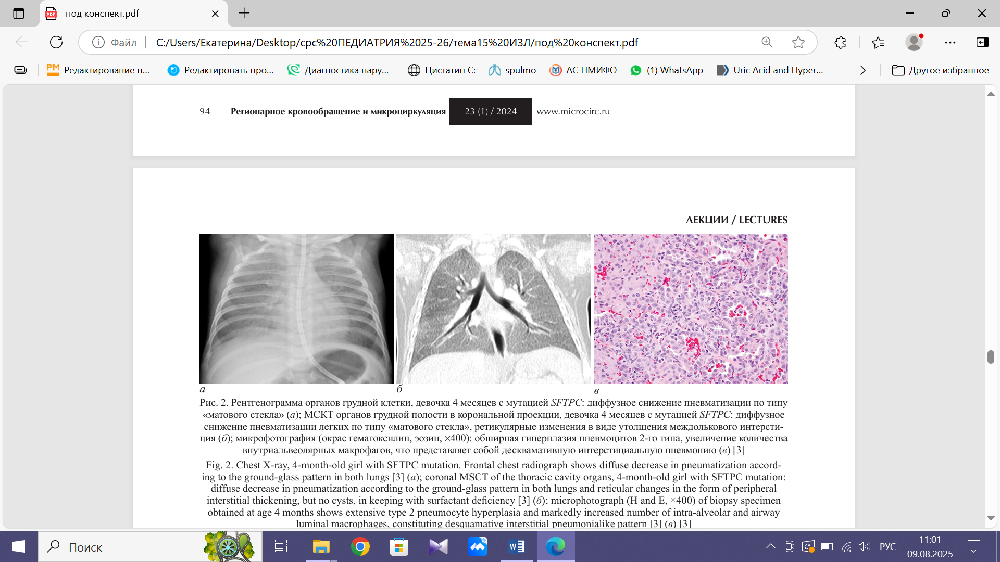 под конспект.pdf
Файл
C:/Users/Екатерина/Desktop/срс%20ПЕДИАТРИЯ%2025-26/тема15%20ИЗЛ/под%20конспект.pdf
PM
Редактирование п...
Редактировать про...
Диагностика нару...
Цистатин С:
spulmo
АС НМИФО
(1) WhatsApp
Uric Acid and Hyper...
Другое избранное
94 Регионарное кровообращение и микроциркуляция 23 (1) / 2024 www.microcirc.ru
ЛЕКЦИИ / LECTURES
а б в
Рис. 2. Рентгенограмма органов грудной клетки, девочка 4 месяцев с мутацией SFTPC: диффузное снижение пневматизации по типу
«матового стекла» (а); МСКТ органов грудной полости в корональной проекции, девочка 4 месяцев с мутацией SFTPC: диффузное
снижение пневматизации легких по типу «матового стекла», ретикулярные изменения в виде утолщения междолькового интерсти-
ция (б); микрофотография (окрас гематоксилин, эозин, ×400): обширная гиперплазия пневмоцитов 2-го типа, увеличение количества
внутриальвеолярных макрофагов, что представляет собой десквамативную интерстициальную пневмонию (в) [3]
Fig. 2. Chest X-ray, 4-month-old girl with SFTPC mutation. Frontal chest radiograph shows diffuse decrease in pneumatization accord-
ing to the ground-glass pattern in both lungs [3] (а); coronal MSCT of the thoracic cavity organs, 4-month-old girl with SFTPC mutation:
diffuse decrease in pneumatization according to the ground-glass pattern in both lungs and reticular changes in the form of peripheral
interstitial thickening, but no cysts, in keeping with surfactant deficiency [3] (б); microphotograph (H and E, ×400) of biopsy specimen
obtained at age 4 months shows extensive type 2 pneumocyte hyperplasia and markedly increased number of intra-alveolar and airway
luminal macrophages, constituting desquamative interstitial pneumonialike pattern [3] (в) [3]
Поиск
РУС
11:01
09.08.2025